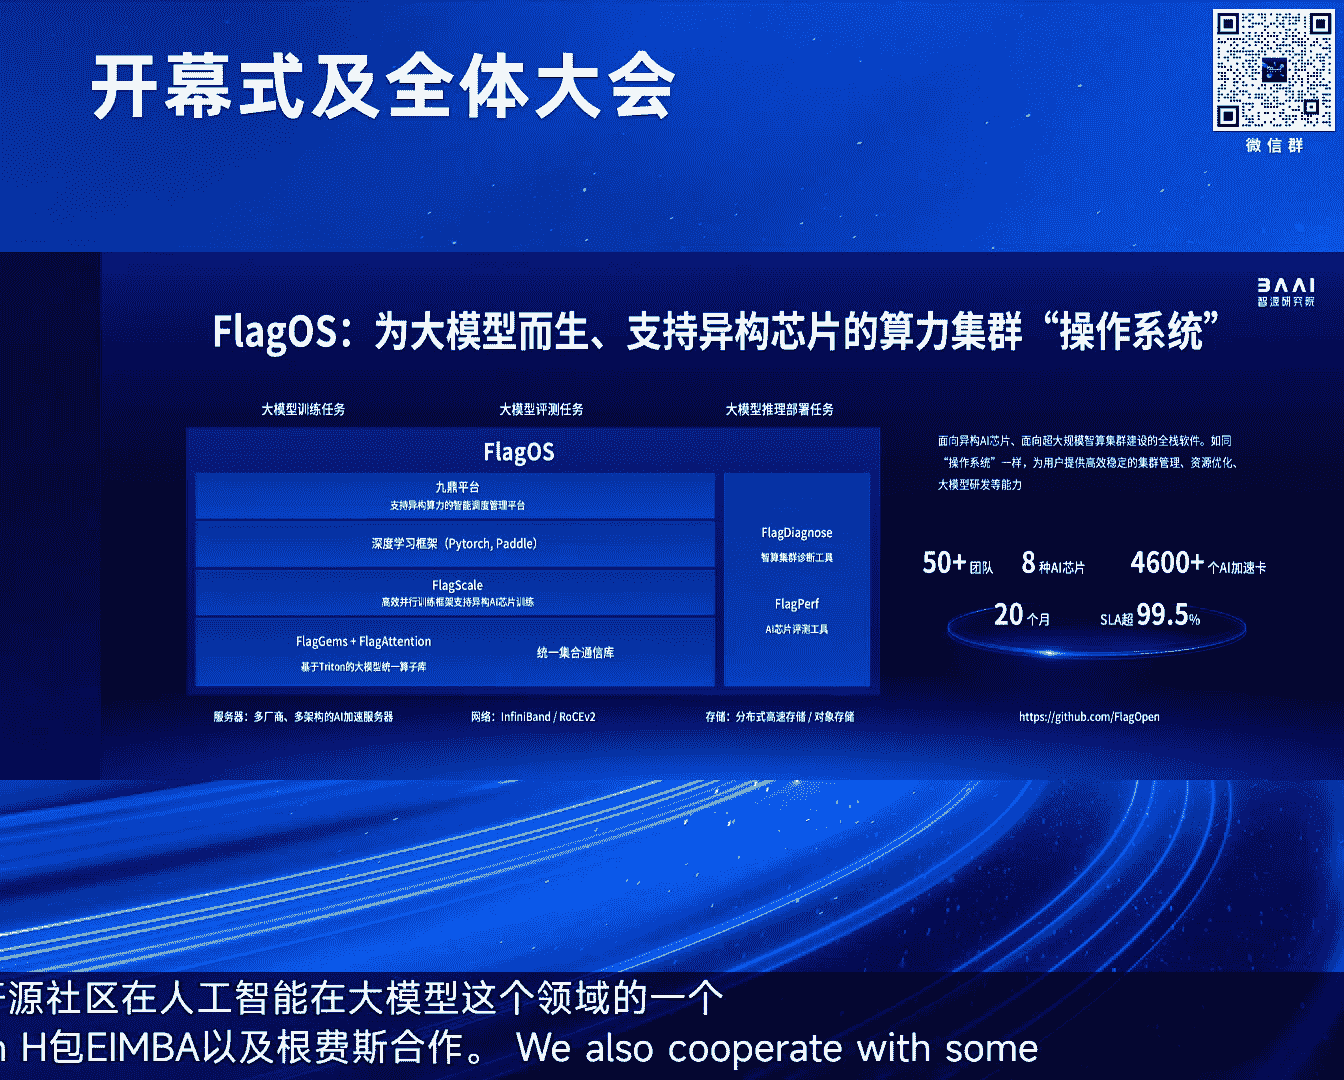 开幕式及全体大会
微信群
BAAI
智源研究院
FlagOS：为大模型而生、支持异构芯片的算力集群“操作系统”
大模型训练任务
大模型评测任务
大模型推理部署任务
FlagOS
九鼎平台
支持异构算力的智能调度管理平台
深度学习框架（Pytorch, Paddle）
FlagScale
高效并行训练框架支持异构AI芯片训练
FlagGems + FlagAttention
基于Triton的大模型统一算子库
统一集合通信库
FlagDiagnose
智算集群诊断工具
FlagPerf
AI芯片评测工具
服务器：多厂商、多架构的AI加速服务器
网络：InfiniBand / RoCEv2
存储：分布式高速存储 / 对象存储
面向异构AI芯片、面向超大规模智算集群建设的全栈软件。如同
“操作系统”一样，为用户提供高效稳定的集群管理、资源优化、
大模型研发等能力
50+团队
8种AI芯片
4600+个AI加速卡
20个月
SLA超99.5%
https://github.com/FlagOpen
源社区在人工智能在大模型这个领域的一个
H包EIMBA以及根费斯合作。 We also cooperate with some